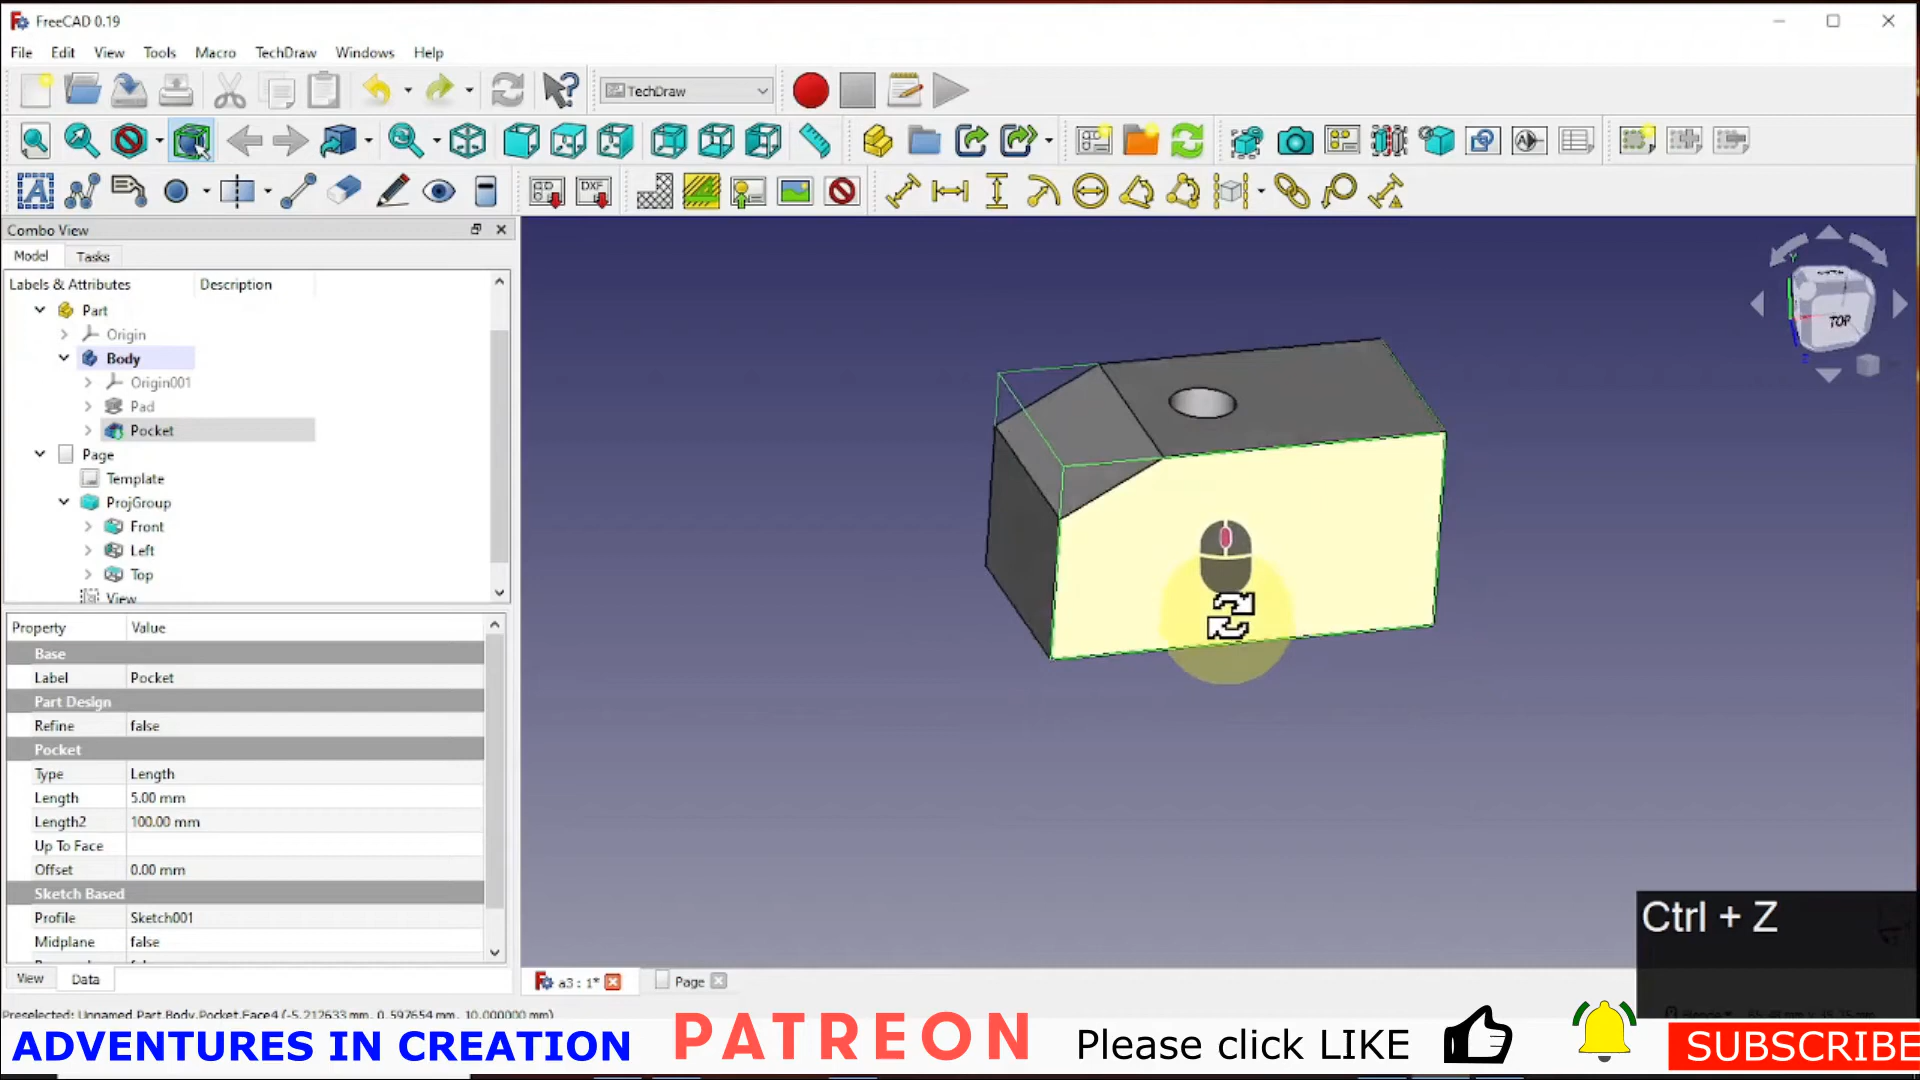 FreeCAD 0.19
File Edit View Tools Macro TechDraw Windows Help
TechDraw
DXF
Combo View
Model Tasks
Labels & Attributes Description
Part
Origin
Body
Origin001
Pad
Pocket
Page
Template
ProjGroup
Front
Left
Top
View
Property Value
Base
Label Pocket
Part Design
Refine false
Pocket
Type Length
Length 5.00 mm
Length2 100.00 mm
Up To Face
Offset 0.00 mm
Sketch Based
Profile Sketch001
Midplane false
View Data
TOP
a3 : 1*
Page
Ctrl + Z
Preselected: Unnamed.Part.Body.Pocket.Face4 (-5.212633 mm, 0.597654 mm, 10.000000 mm)
ADVENTURES IN CREATION PATREON Please click LIKE SUBSCRIBE